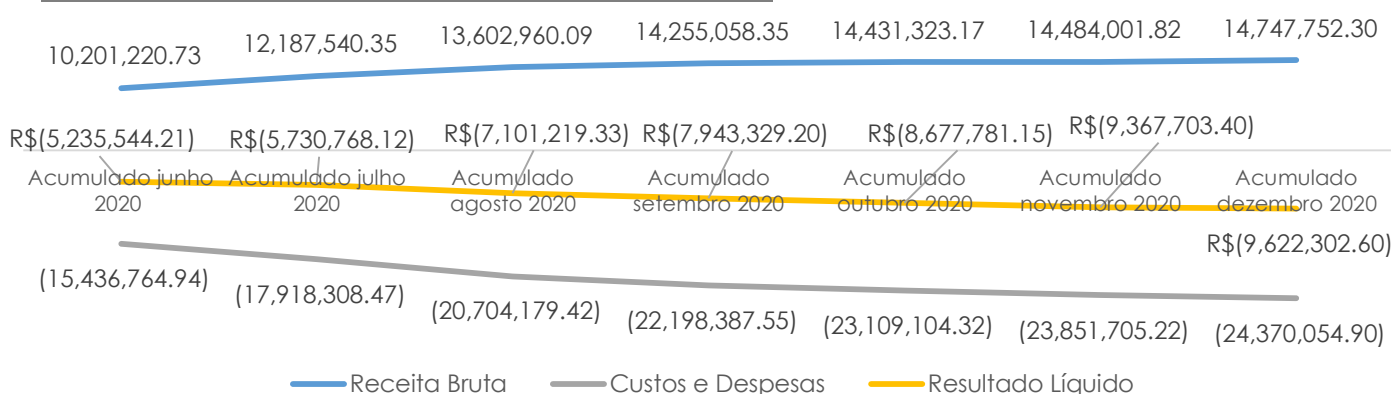 10,201,220.73 12,187,540.35 13,602,960.09 14,255,058.35 14,431,323.17 14,484,001.82 14,747,752.30
R$(5,235,544.21) R$(5,730,768.12) R$(7,101,219.33) R$(7,943,329.20) R$(8,677,781.15) R$(9,367,703.40)
Acumulado junho Acumulado julho Acumulado Acumulado Acumulado Acumulado Acumulado
2020 2020 agosto 2020 setembro 2020 outubro 2020 novembro 2020 dezembro 2020
R$(9,622,302.60)
(15,436,764.94) (17,918,308.47) (20,704,179.42) (22,198,387.55) (23,109,104.32) (23,851,705.22) (24,370,054.90)
Receita Bruta Custos e Despesas Resultado Líquido